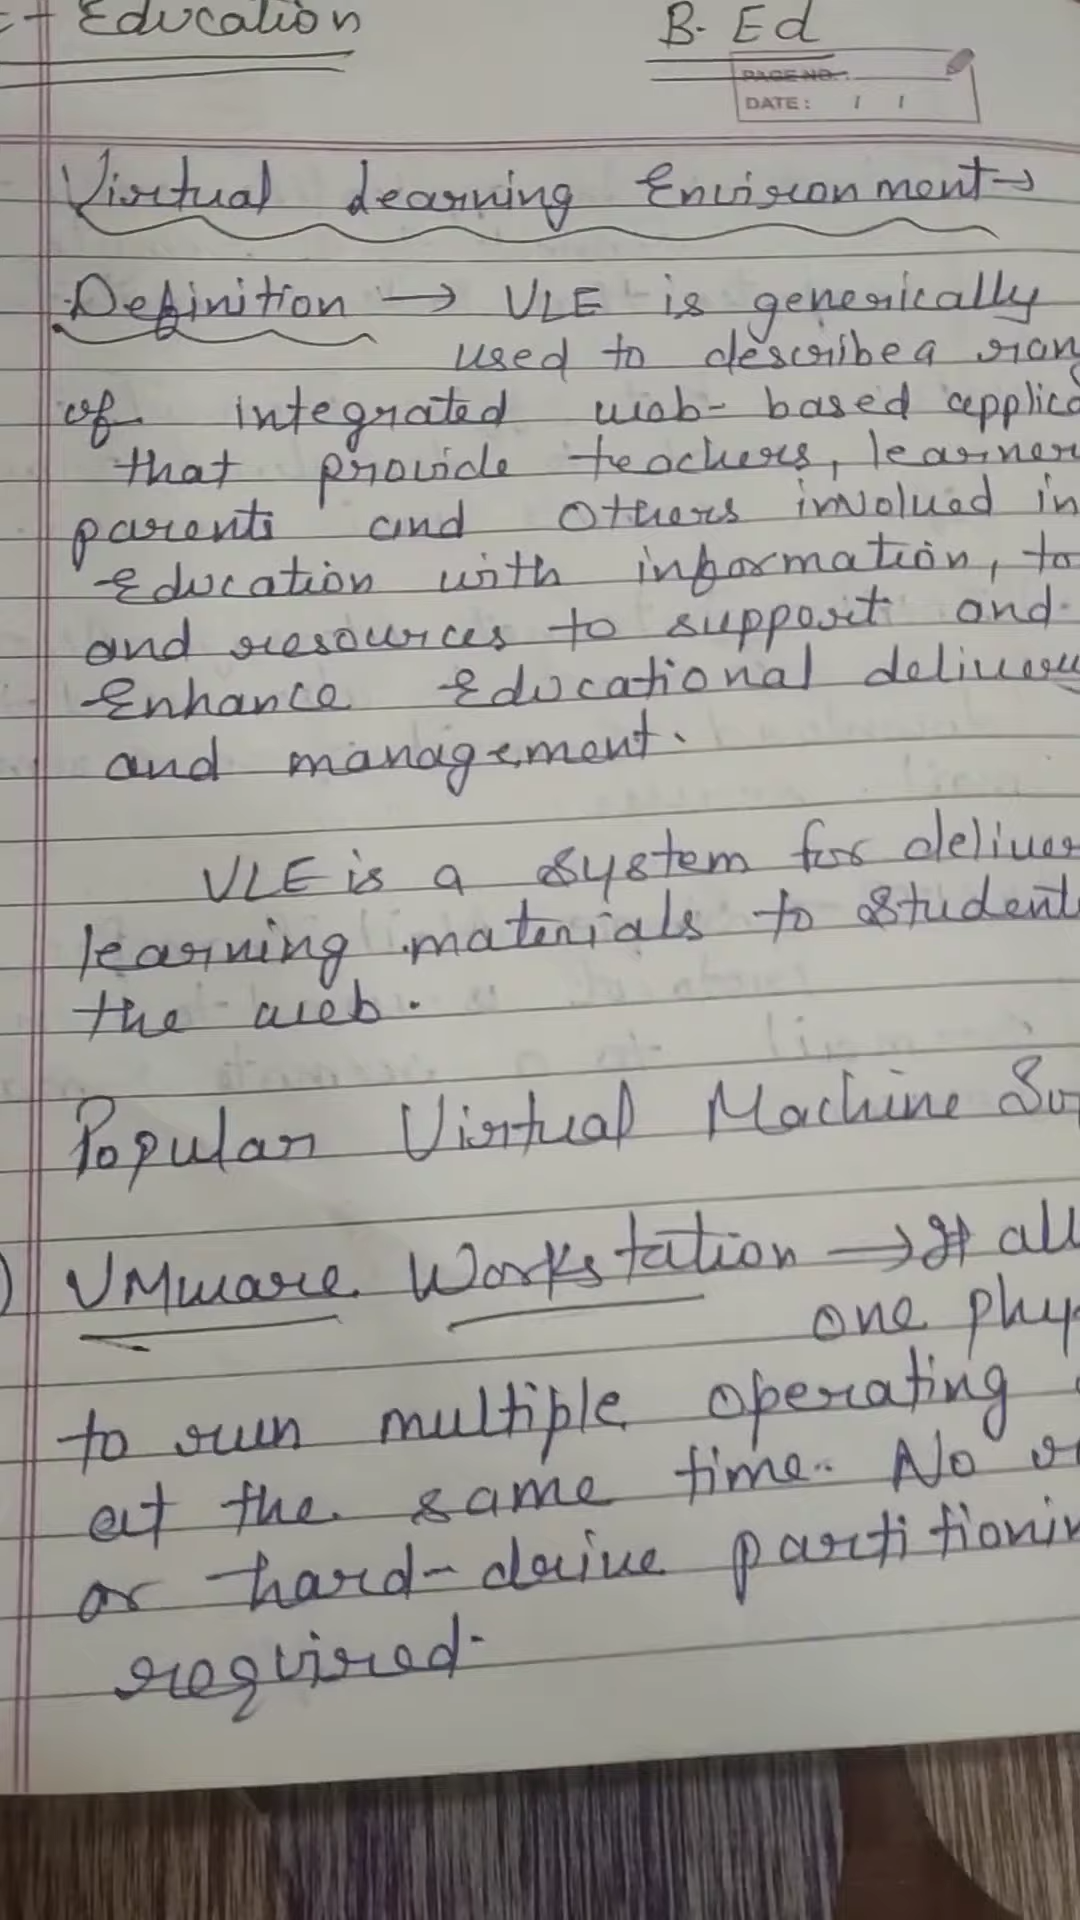 Education B. Ed
PAGE NO.:
DATE: / /
Virtual Learning Environment →
Definition → VLE is generically
used to describe a
of integrated web-based
that provide teachers,
parents and others involved in
Education with information,
and resources to support and
Enhance Educational
and management.
VLE is a system for
learning materials to
the web.
Popular Virtual Machine
VMware Workstation → It
one
to run multiple operating
at the same time. No
or hard-drive
required.